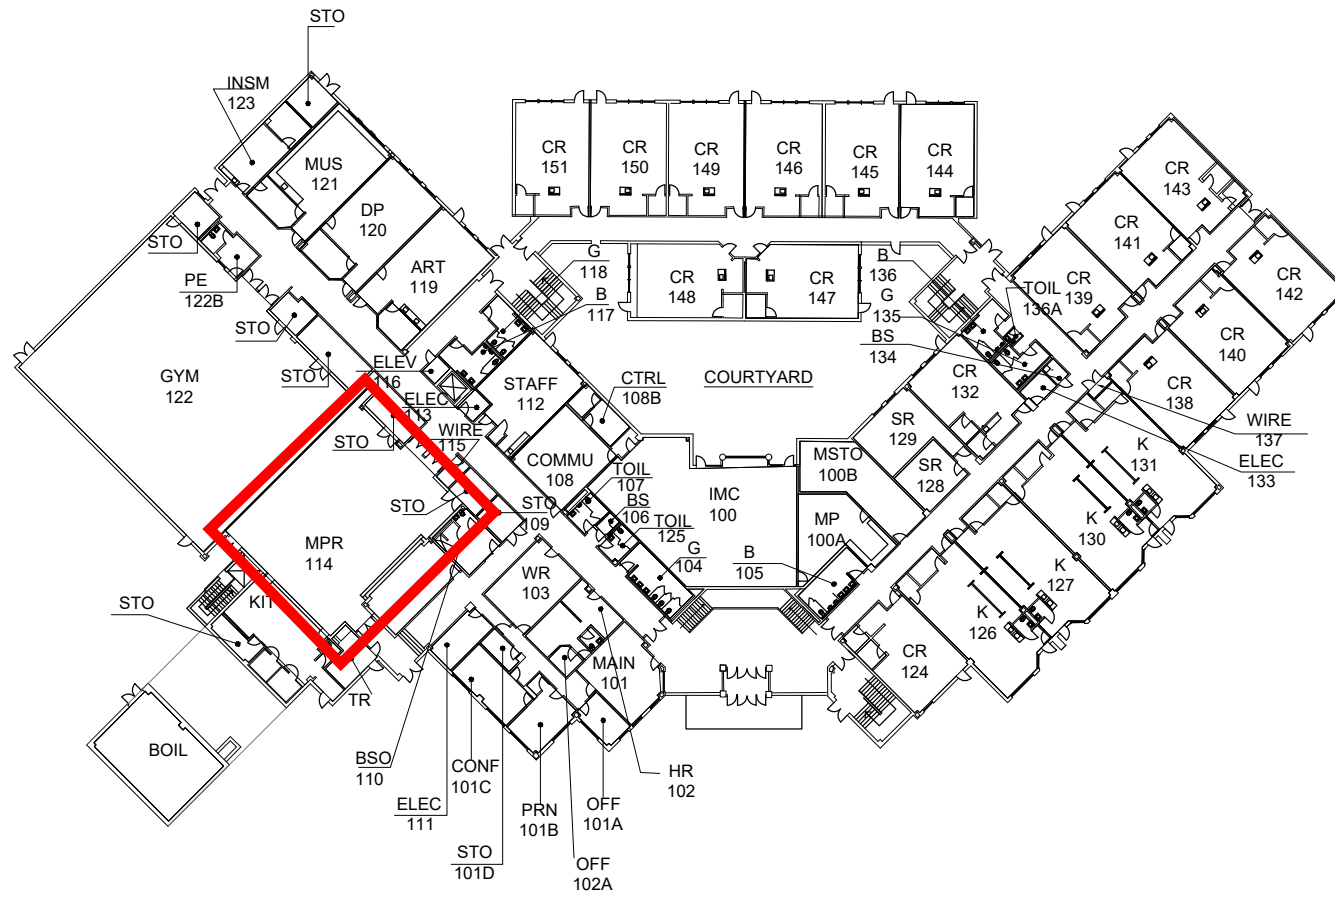 STO
INSM
123
MUS
121
DP
120
ART
119
STO
PE
122B
STO
STO
GYM
122
ELEV
116
ELEC
113
WIRE
115
STO
STO
STO
109
MPR
114
KIT
STO
TR
BOIL
BSO
110
ELEC
111
CONF
101C
STO
101D
PRN
101B
OFF
101A
OFF
102A
HR
102
MAIN
101
WR
103
CR
151
CR
150
CR
149
CR
146
CR
145
CR
144
G
118
B
117
CR
148
CR
147
COURTYARD
STAFF
112
CTRL
108B
COMMU
108
TOIL
107
BS
106
TOIL
125
G
104
IMC
100
B
105
MSTO
100B
MP
100A
SR
129
SR
128
CR
132
B
136
G
135
BS
134
TOIL
136A
CR
143
CR
141
CR
139
CR
142
CR
140
CR
138
WIRE
137
ELEC
133
K
131
K
130
K
127
K
126
CR
124